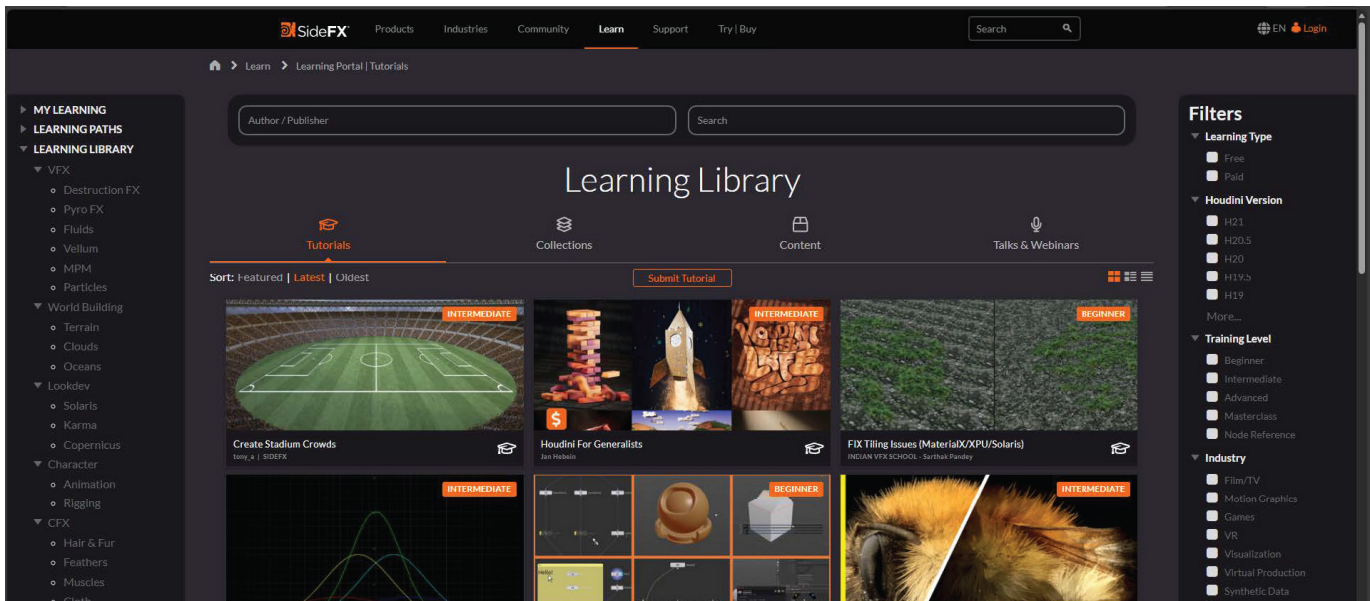 SideFX
Products
Industries
Community
Learn
Support
Try | Buy
Search
EN
Login
Learn
Learning Portal | Tutorials
MY LEARNING
LEARNING PATHS
LEARNING LIBRARY
VFX
Destruction FX
Pyro FX
Fluids
Vellum
MPM
Particles
World Building
Terrain
Clouds
Oceans
Lookdev
Solaris
Karma
Copernicus
Character
Animation
Rigging
CFX
Hair & Fur
Feathers
Muscles
Cloth
Author / Publisher
Search
Learning Library
Tutorials
Collections
Content
Talks & Webinars
Sort: Featured | Latest | Oldest
Submit Tutorial
INTERMEDIATE
Create Stadium Crowds
tony_a | SIDEFX
INTERMEDIATE
$
Houdini For Generalists
Jan Hebein
BEGINNER
FIX Tiling Issues (MaterialX/XPU/Solaris)
INDIAN VFX SCHOOL - Sarthak Pandey
INTERMEDIATE
BEGINNER
Hello!
INTERMEDIATE
Filters
Learning Type
Free
Paid
Houdini Version
H21
H20.5
H20
H19.5
H19
More...
Training Level
Beginner
Intermediate
Advanced
Masterclass
Node Reference
Industry
Film/TV
Motion Graphics
Games
VR
Visualization
Virtual Production
Synthetic Data